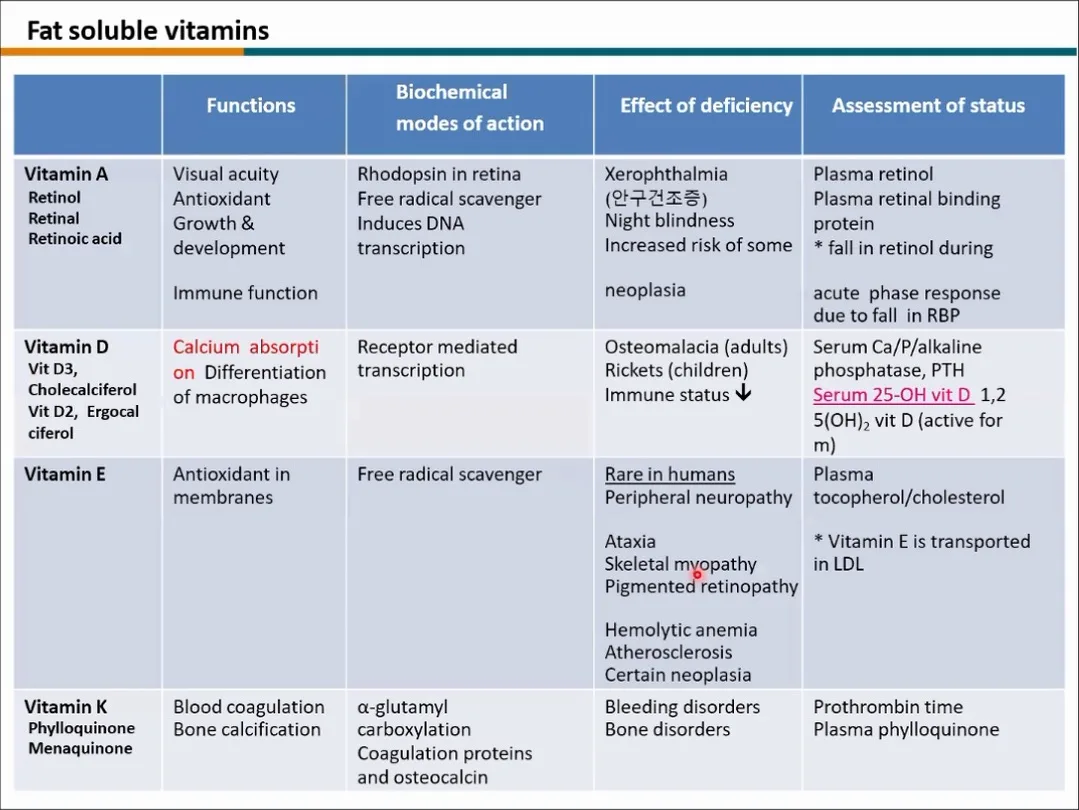 Fat soluble vitamins
Functions
Biochemical
modes of action
Effect of deficiency
Assessment of status
Vitamin A
Retinol
Retinal
Retinoic acid
Visual acuity
Antioxidant
Growth &
development
Immune function
Rhodopsin in retina
Free radical scavenger
Induces DNA
transcription
Xerophthalmia
(안구건조증)
Night blindness
Increased risk of some
neoplasia
Plasma retinol
Plasma retinal binding
protein
* fall in retinol during
acute phase response
due to fall in RBP
Vitamin D
Vit D3,
Cholecalciferol
Vit D2, Ergocal
ciferol
Calcium absorpti
on Differentiation
of macrophages
Receptor mediated
transcription
Osteomalacia (adults)
Rickets (children)
Immune status ↓
Serum Ca/P/alkaline
phosphatase, PTH
Serum 25-OH vit D 1,2
5(OH)₂ vit D (active for
m)
Vitamin E
Antioxidant in
membranes
Free radical scavenger
Rare in humans
Peripheral neuropathy
Ataxia
Skeletal myopathy
Pigmented retinopathy
Hemolytic anemia
Atherosclerosis
Certain neoplasia
Plasma
tocopherol/cholesterol
* Vitamin E is transported
in LDL
Vitamin K
Phylloquinone
Menaquinone
Blood coagulation
Bone calcification
α-glutamyl
carboxylation
Coagulation proteins
and osteocalcin
Bleeding disorders
Bone disorders
Prothrombin time
Plasma phylloquinone